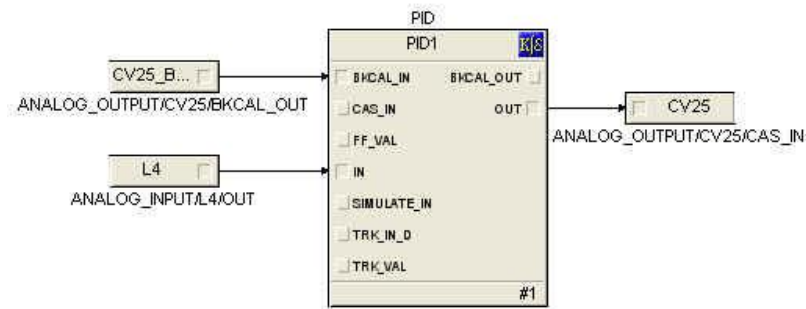 PID
PID1
K|S
CV25_B...
ANALOG_OUTPUT/CV25/BKCAL_OUT
BKCAL_IN
BKCAL_OUT
CAS_IN
OUT
CV25
ANALOG_OUTPUT/CV25/CAS_IN
FF_VAL
L4
ANALOG_INPUT/L4/OUT
IN
SIMULATE_IN
TRK_IN_D
TRK_VAL
#1